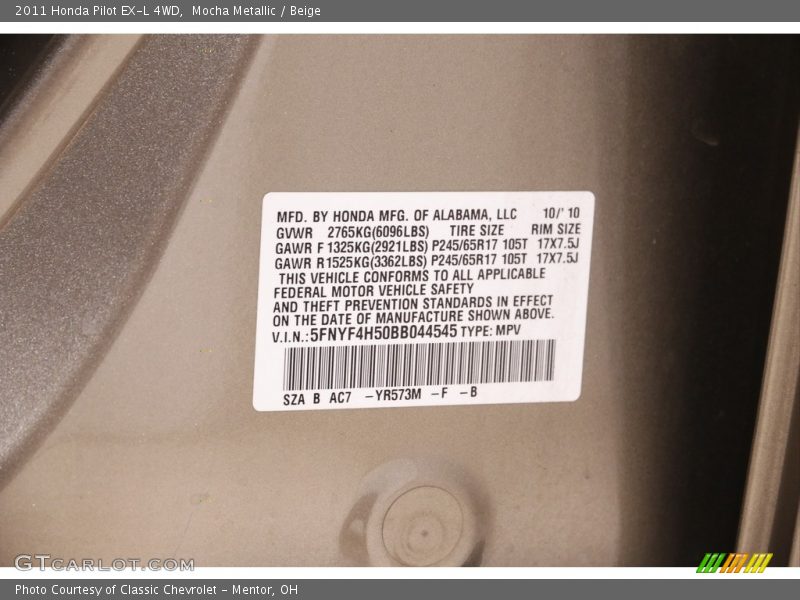 2011 Honda Pilot EX-L 4WD, Mocha Metallic / Beige
MFD. BY HONDA MFG. OF ALABAMA, LLC 10/'10
GVWR 2765KG(6096LBS) TIRE SIZE RIM SIZE
GAWR F 1325KG(2921LBS) P245/65R17 105T 17X7.5J
GAWR R1525KG(3362LBS) P245/65R17 105T 17X7.5J
THIS VEHICLE CONFORMS TO ALL APPLICABLE
FEDERAL MOTOR VEHICLE SAFETY
AND THEFT PREVENTION STANDARDS IN EFFECT
ON THE DATE OF MANUFACTURE SHOWN ABOVE.
V.I.N.: 5FNYF4H50BB044545 TYPE: MPV
SZA B AC7 -YR573M -F -B
GTCARLOT.COM
Photo Courtesy of Classic Chevrolet - Mentor, OH